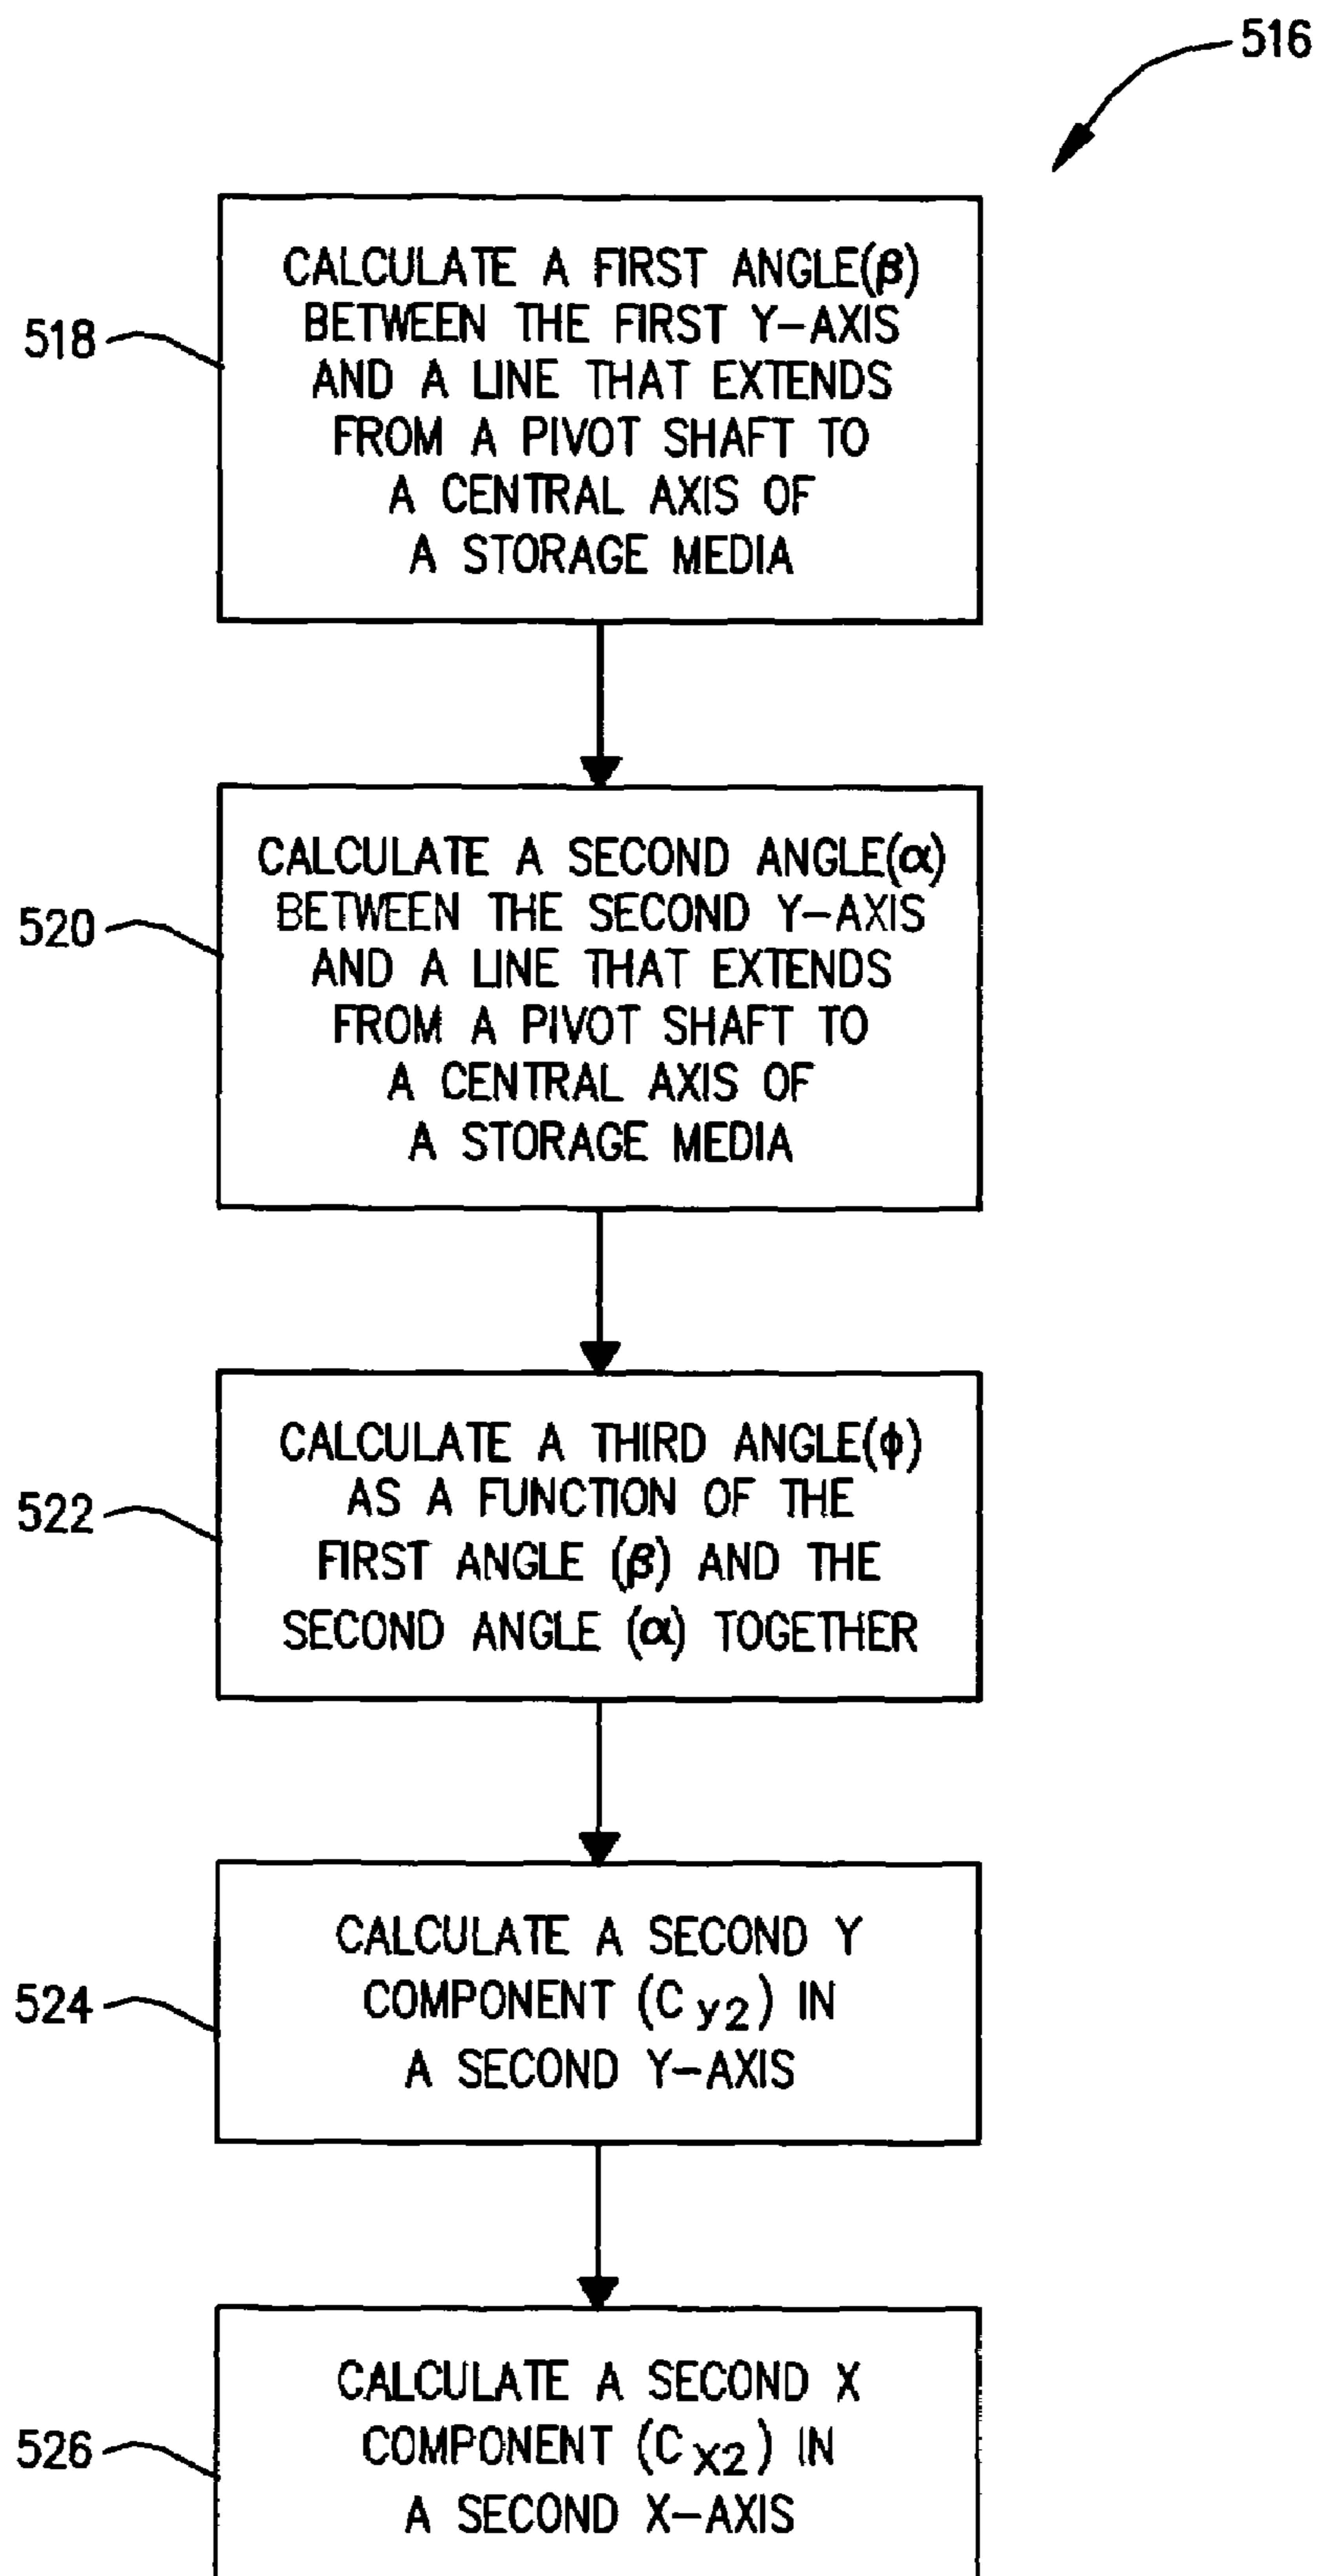 516
518
CALCULATE A FIRST ANGLE(β)
BETWEEN THE FIRST Y-AXIS
AND A LINE THAT EXTENDS
FROM A PIVOT SHAFT TO
A CENTRAL AXIS OF
A STORAGE MEDIA
520
CALCULATE A SECOND ANGLE(α)
BETWEEN THE SECOND Y-AXIS
AND A LINE THAT EXTENDS
FROM A PIVOT SHAFT TO
A CENTRAL AXIS OF
A STORAGE MEDIA
522
CALCULATE A THIRD ANGLE(ϕ)
AS A FUNCTION OF THE
FIRST ANGLE (β) AND THE
SECOND ANGLE (α) TOGETHER
524
CALCULATE A SECOND Y
COMPONENT (C y2) IN
A SECOND Y-AXIS
526
CALCULATE A SECOND X
COMPONENT (C X2) IN
A SECOND X-AXIS